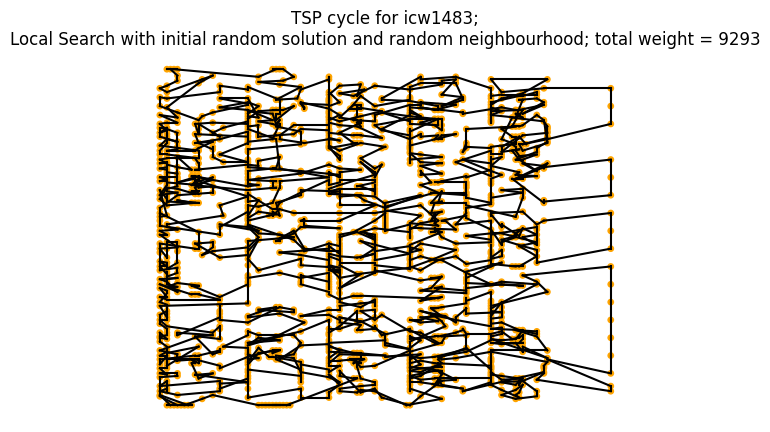 TSP cycle for icw1483;
Local Search with initial random solution and random neighbourhood; total weight = 9293